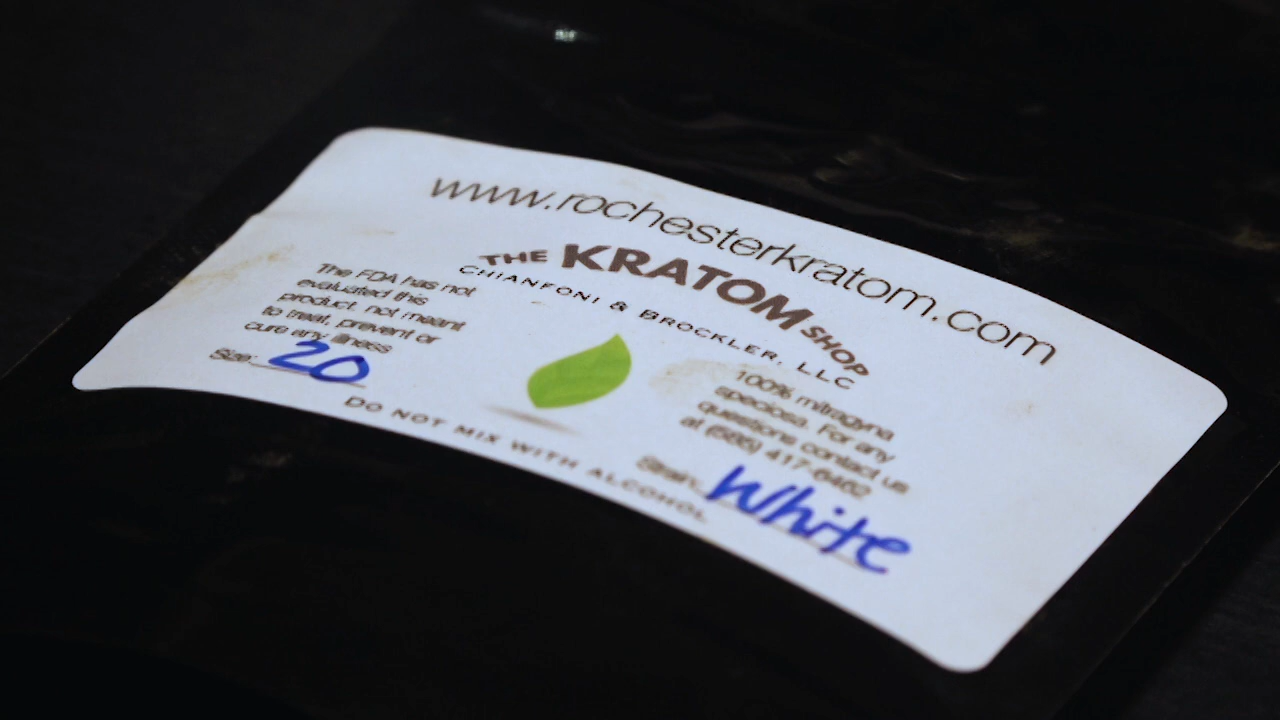 www.rochesterkratom.com
THE KRATOM SHOP
CHIANFONI & BROCKLER, LLC
The FDA has not
evaluated this
product, not meant
to treat, prevent or
cure any illness
Size: 20
100% mitragyna
speciosa. For any
questions contact us
at (585) 417-6462
Strain: White
DO NOT MIX WITH ALCOHOL